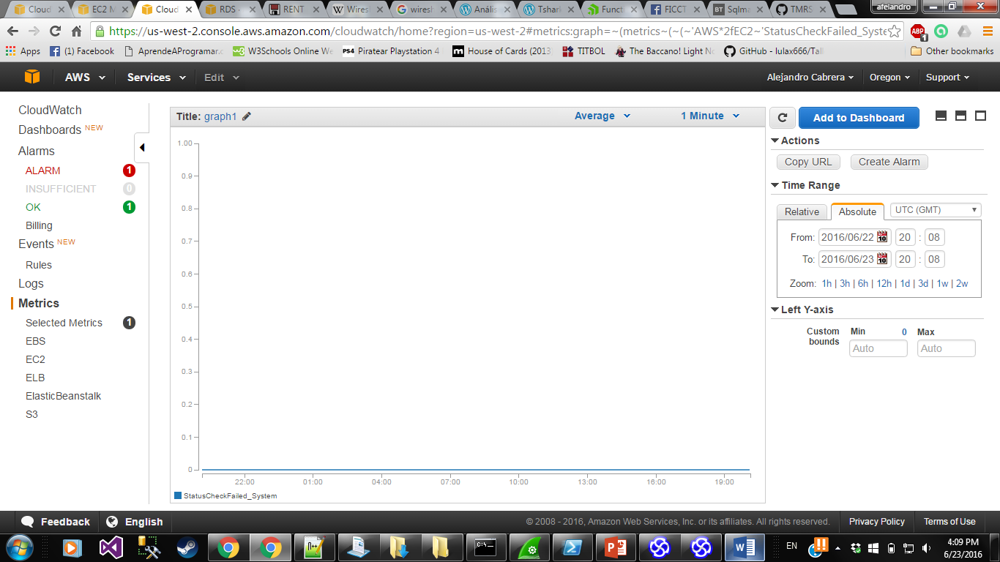 Cloud
EC2 M
Cloud
RDS
RENT
Wires
wiresh
Anális
Tshark
Funct
FICCT
BT Sqlma
TMRS
afelandro
https://us-west-2.console.aws.amazon.com/cloudwatch/home?region=us-west-2#metrics:graph=~(metrics~(~(~'AWS*2fEC2~'StatusCheckFailed_Syste
ABP 1
Apps (1) Facebook AprendeAProgramar.c w3 W3Schools Online We PS4 Piratear Playstation 4 m House of Cards (2013 TITBOL The Baccano! Light No GitHub - lulax666/Tall Other bookmarks
AWS Services Edit Alejandro Cabrera Oregon Support
CloudWatch
Dashboards NEW
Alarms
ALARM 1
INSUFFICIENT 0
OK 1
Billing
Events NEW
Rules
Logs
Metrics
Selected Metrics 1
EBS
EC2
ELB
ElasticBeanstalk
S3
Title: graph1 Average 1 Minute
1.00
0.9
0.8
0.7
0.6
0.5
0.4
0.3
0.2
0.1
0
22:00 01:00 04:00 07:00 10:00 13:00 16:00 19:00
StatusCheckFailed_System
Add to Dashboard
Actions
Copy URL Create Alarm
Time Range
Relative Absolute UTC (GMT)
From: 2016/06/22 10 20 : 08
To: 2016/06/23 10 20 : 08
Zoom: 1h | 3h | 6h | 12h | 1d | 3d | 1w | 2w
Left Y-axis
Custom bounds Min 0 Max
Auto Auto
Feedback English © 2008 - 2016, Amazon Web Services, Inc. or its affiliates. All rights reserved. Privacy Policy Terms of Use
EN 4:09 PM
6/23/2016